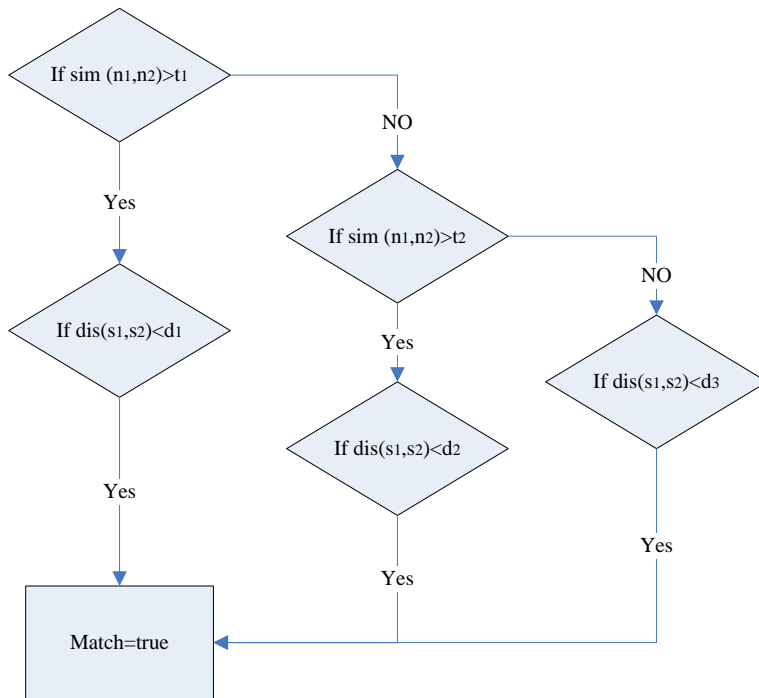 If sim (n1,n2)>t1
NO
Yes
If sim (n1,n2)>t2
NO
If dis(s1,s2)<d1
Yes
If dis(s1,s2)<d3
If dis(s1,s2)<d2
Yes
Yes
Yes
Match=true